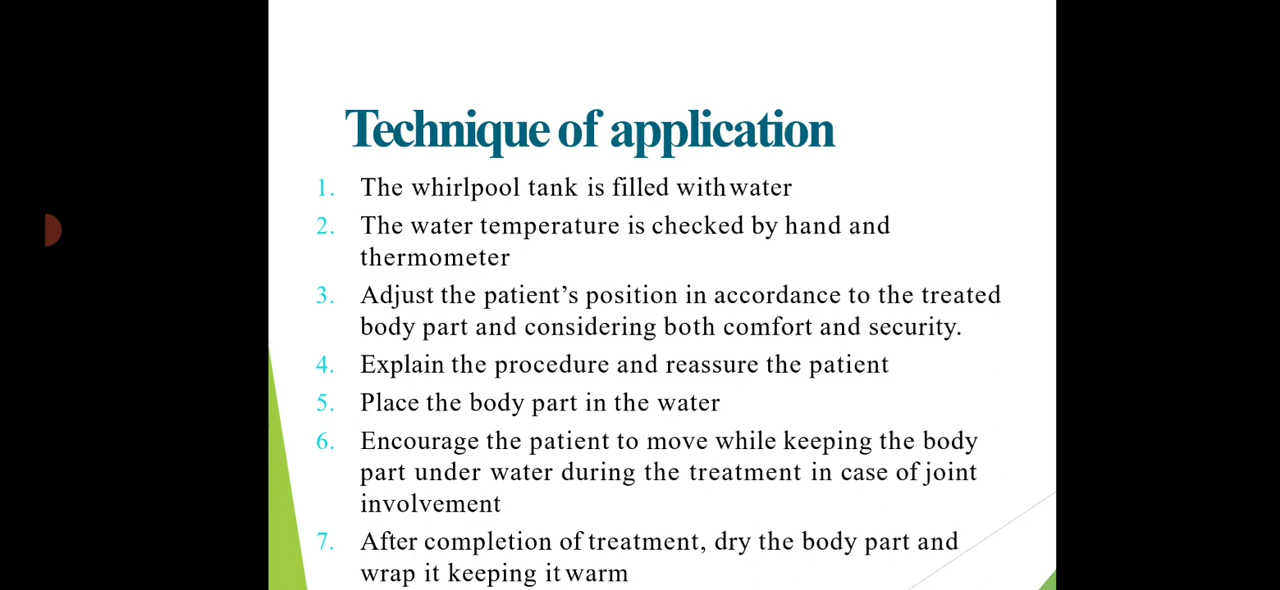 Technique of application
1. The whirlpool tank is filled with water
2. The water temperature is checked by hand and
thermometer
3. Adjust the patient’s position in accordance to the treated
body part and considering both comfort and security.
4. Explain the procedure and reassure the patient
5. Place the body part in the water
6. Encourage the patient to move while keeping the body
part under water during the treatment in case of joint
involvement
7. After completion of treatment, dry the body part and
wrap it keeping it warm